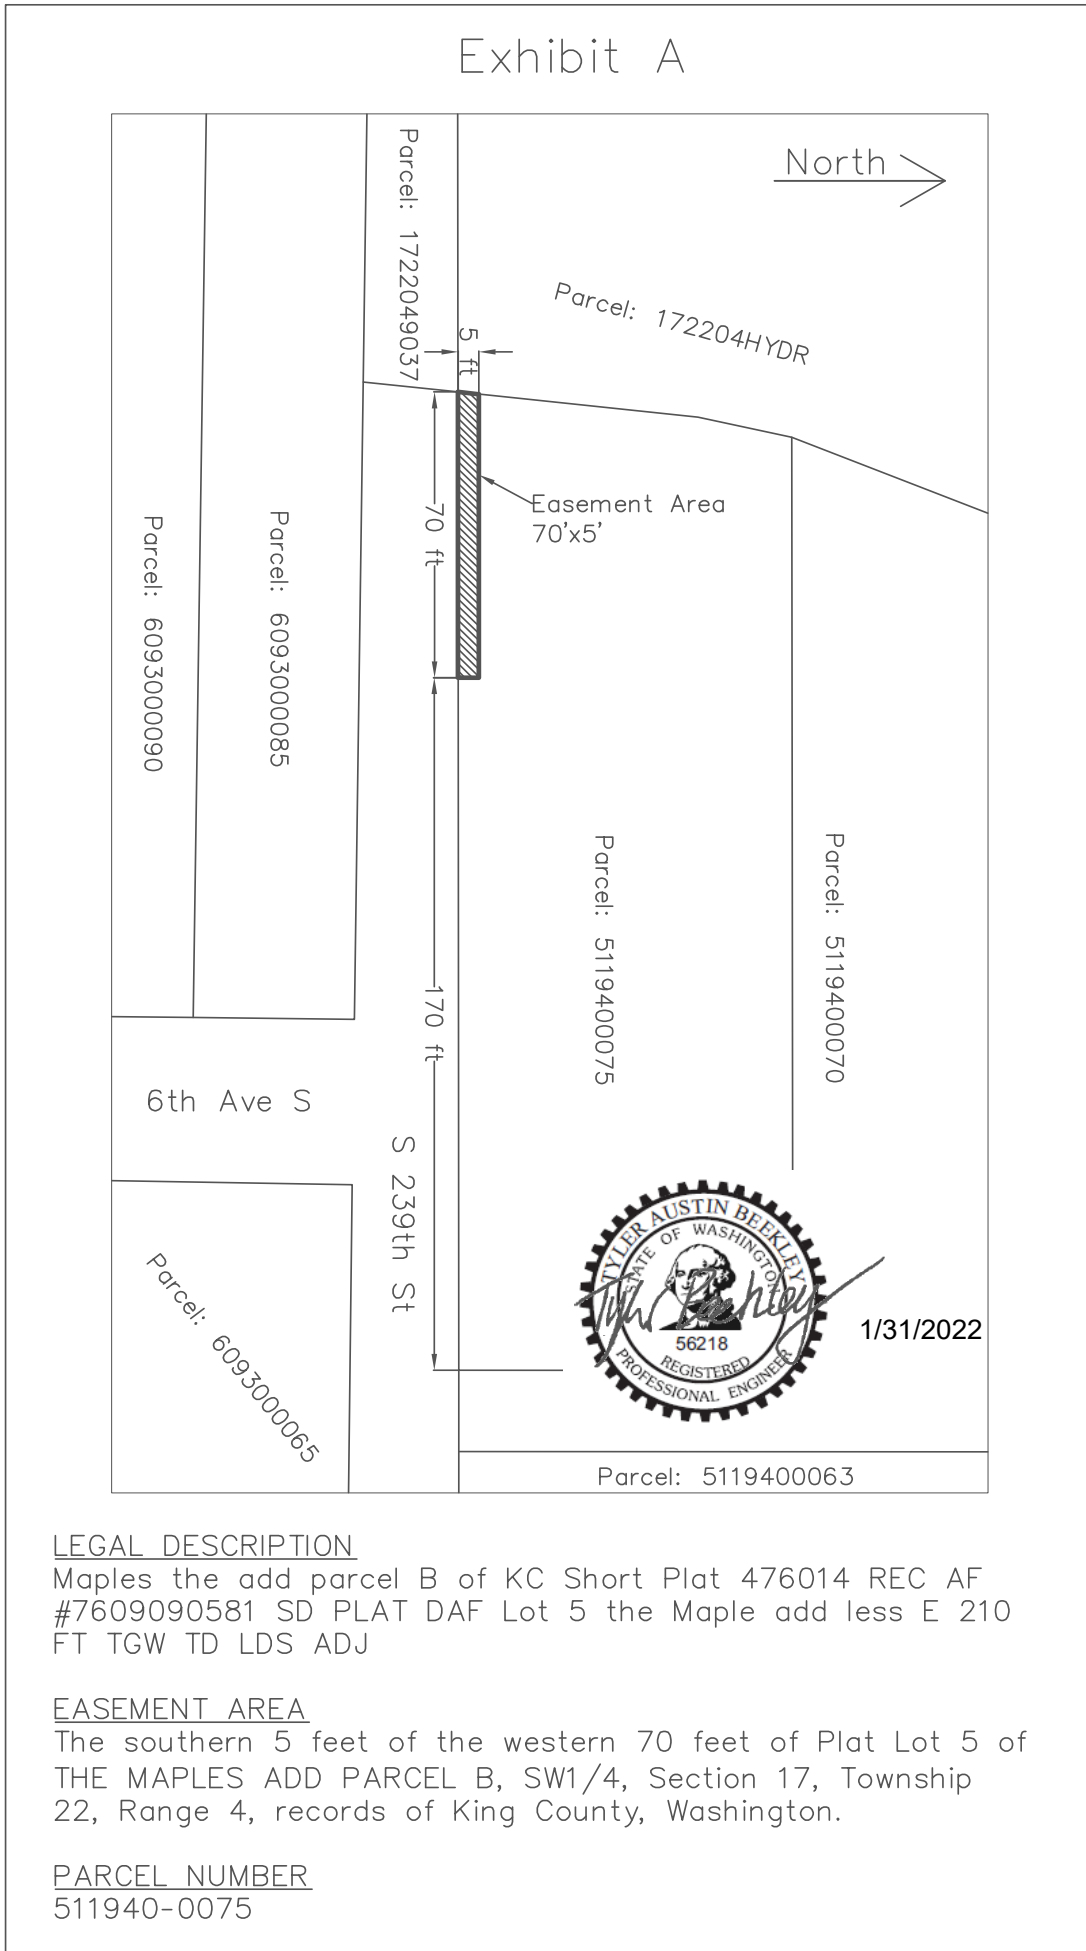 Exhibit A
North
Parcel: 1722049037
Parcel: 172204HYDR
5 ft
Easement Area
70'x5'
70 ft
Parcel: 6093000090
Parcel: 6093000085
Parcel: 5119400075
Parcel: 5119400070
170 ft
6th Ave S
S 239th St
Parcel: 6093000065
TYLER AUSTIN BEEKLEY
STATE OF WASHINGTON
Tyler Beekley
56218
REGISTERED
PROFESSIONAL ENGINEER
1/31/2022
Parcel: 5119400063
LEGAL DESCRIPTION
Maples the add parcel B of KC Short Plat 476014 REC AF
#7609090581 SD PLAT DAF Lot 5 the Maple add less E 210
FT TGW TD LDS ADJ
EASEMENT AREA
The southern 5 feet of the western 70 feet of Plat Lot 5 of
THE MAPLES ADD PARCEL B, SW1/4, Section 17, Township
22, Range 4, records of King County, Washington.
PARCEL NUMBER
511940-0075